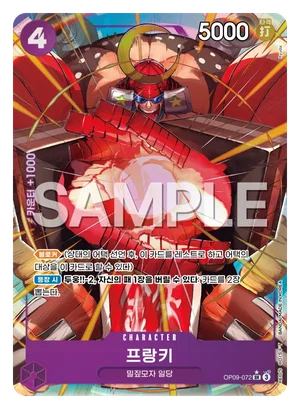 4
5000
타격
打
카운터 +1000
SAMPLE
블로커 (상대의 어택 선언 후, 이 카드를 레스트로 하고 어택의
대상을 이 카드로 할 수 있다)
등장 시 두웅!!-2, 자신의 패 1장을 버릴 수 있다: 카드를 2장
뽑는다.
CHARACTER
프랑키
밀짚모자 일당
OP09-072 SR